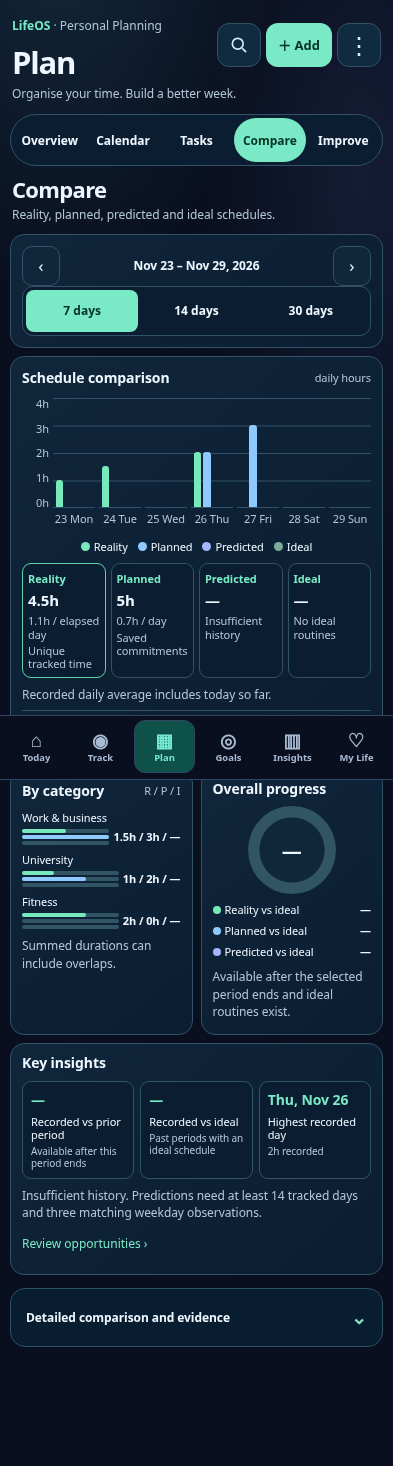 LifeOS · Personal Planning
Plan
+ Add
Organise your time. Build a better week.
Overview Calendar Tasks Compare Improve
Compare
Reality, planned, predicted and ideal schedules.
‹ Nov 23 – Nov 29, 2026 ›
7 days 14 days 30 days
Schedule comparison daily hours
4h
3h
2h
1h
0h
23 Mon 24 Tue 25 Wed 26 Thu 27 Fri 28 Sat 29 Sun
Reality Planned Predicted Ideal
Reality
4.5h
1.1h / elapsed
day
Unique
tracked time
Planned
5h
0.7h / day
Saved
commitments
Predicted
—
Insufficient
history
Ideal
—
No ideal
routines
Recorded daily average includes today so far.
Today Track Plan Goals Insights My Life
By category R / P / I
Work & business
1.5h / 3h / —
University
1h / 2h / —
Fitness
2h / 0h / —
Summed durations can
include overlaps.
Overall progress
—
Reality vs ideal —
Planned vs ideal —
Predicted vs ideal —
Available after the selected
period ends and ideal
routines exist.
Key insights
—
Recorded vs prior
period
Available after this
period ends
—
Recorded vs ideal
Past periods with an
ideal schedule
Thu, Nov 26
Highest recorded
day
2h recorded
Insufficient history. Predictions need at least 14 tracked days
and three matching weekday observations.
Review opportunities ›
Detailed comparison and evidence